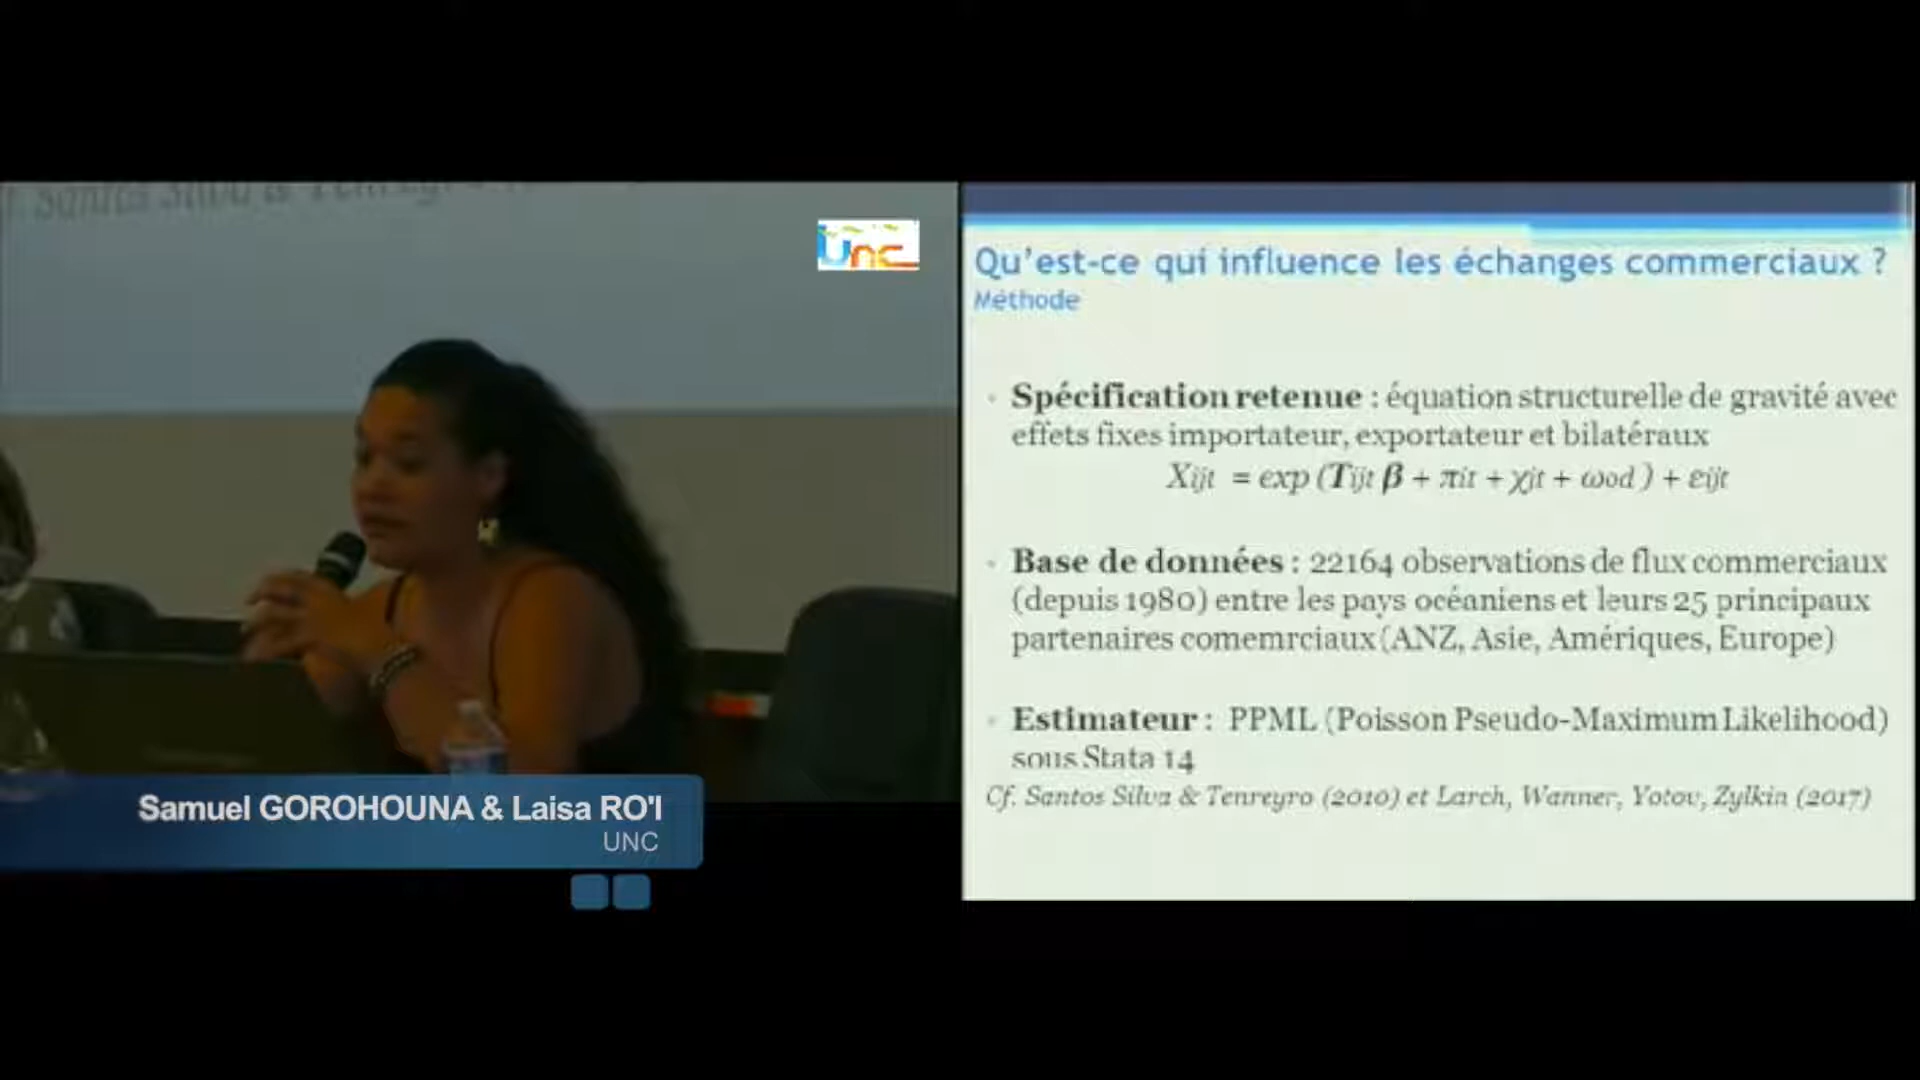 Santos Silva & Tenreyro
Unc
Samuel GOROHOUNA & Laisa RO'I
UNC
Qu'est-ce qui influence les échanges commerciaux ?
Méthode
• Spécification retenue : équation structurelle de gravité avec
effets fixes importateur, exportateur et bilatéraux
Xijt = exp (Tijt β + πit + χjt + ωod ) + εijt
• Base de données : 22164 observations de flux commerciaux
(depuis 1980) entre les pays océaniens et leurs 25 principaux
partenaires comemrciaux (ANZ, Asie, Amériques, Europe)
• Estimateur : PPML (Poisson Pseudo-Maximum Likelihood)
sous Stata 14
Cf. Santos Silva & Tenreyro (2010) et Larch, Wanner, Yotov, Zylkin (2017)